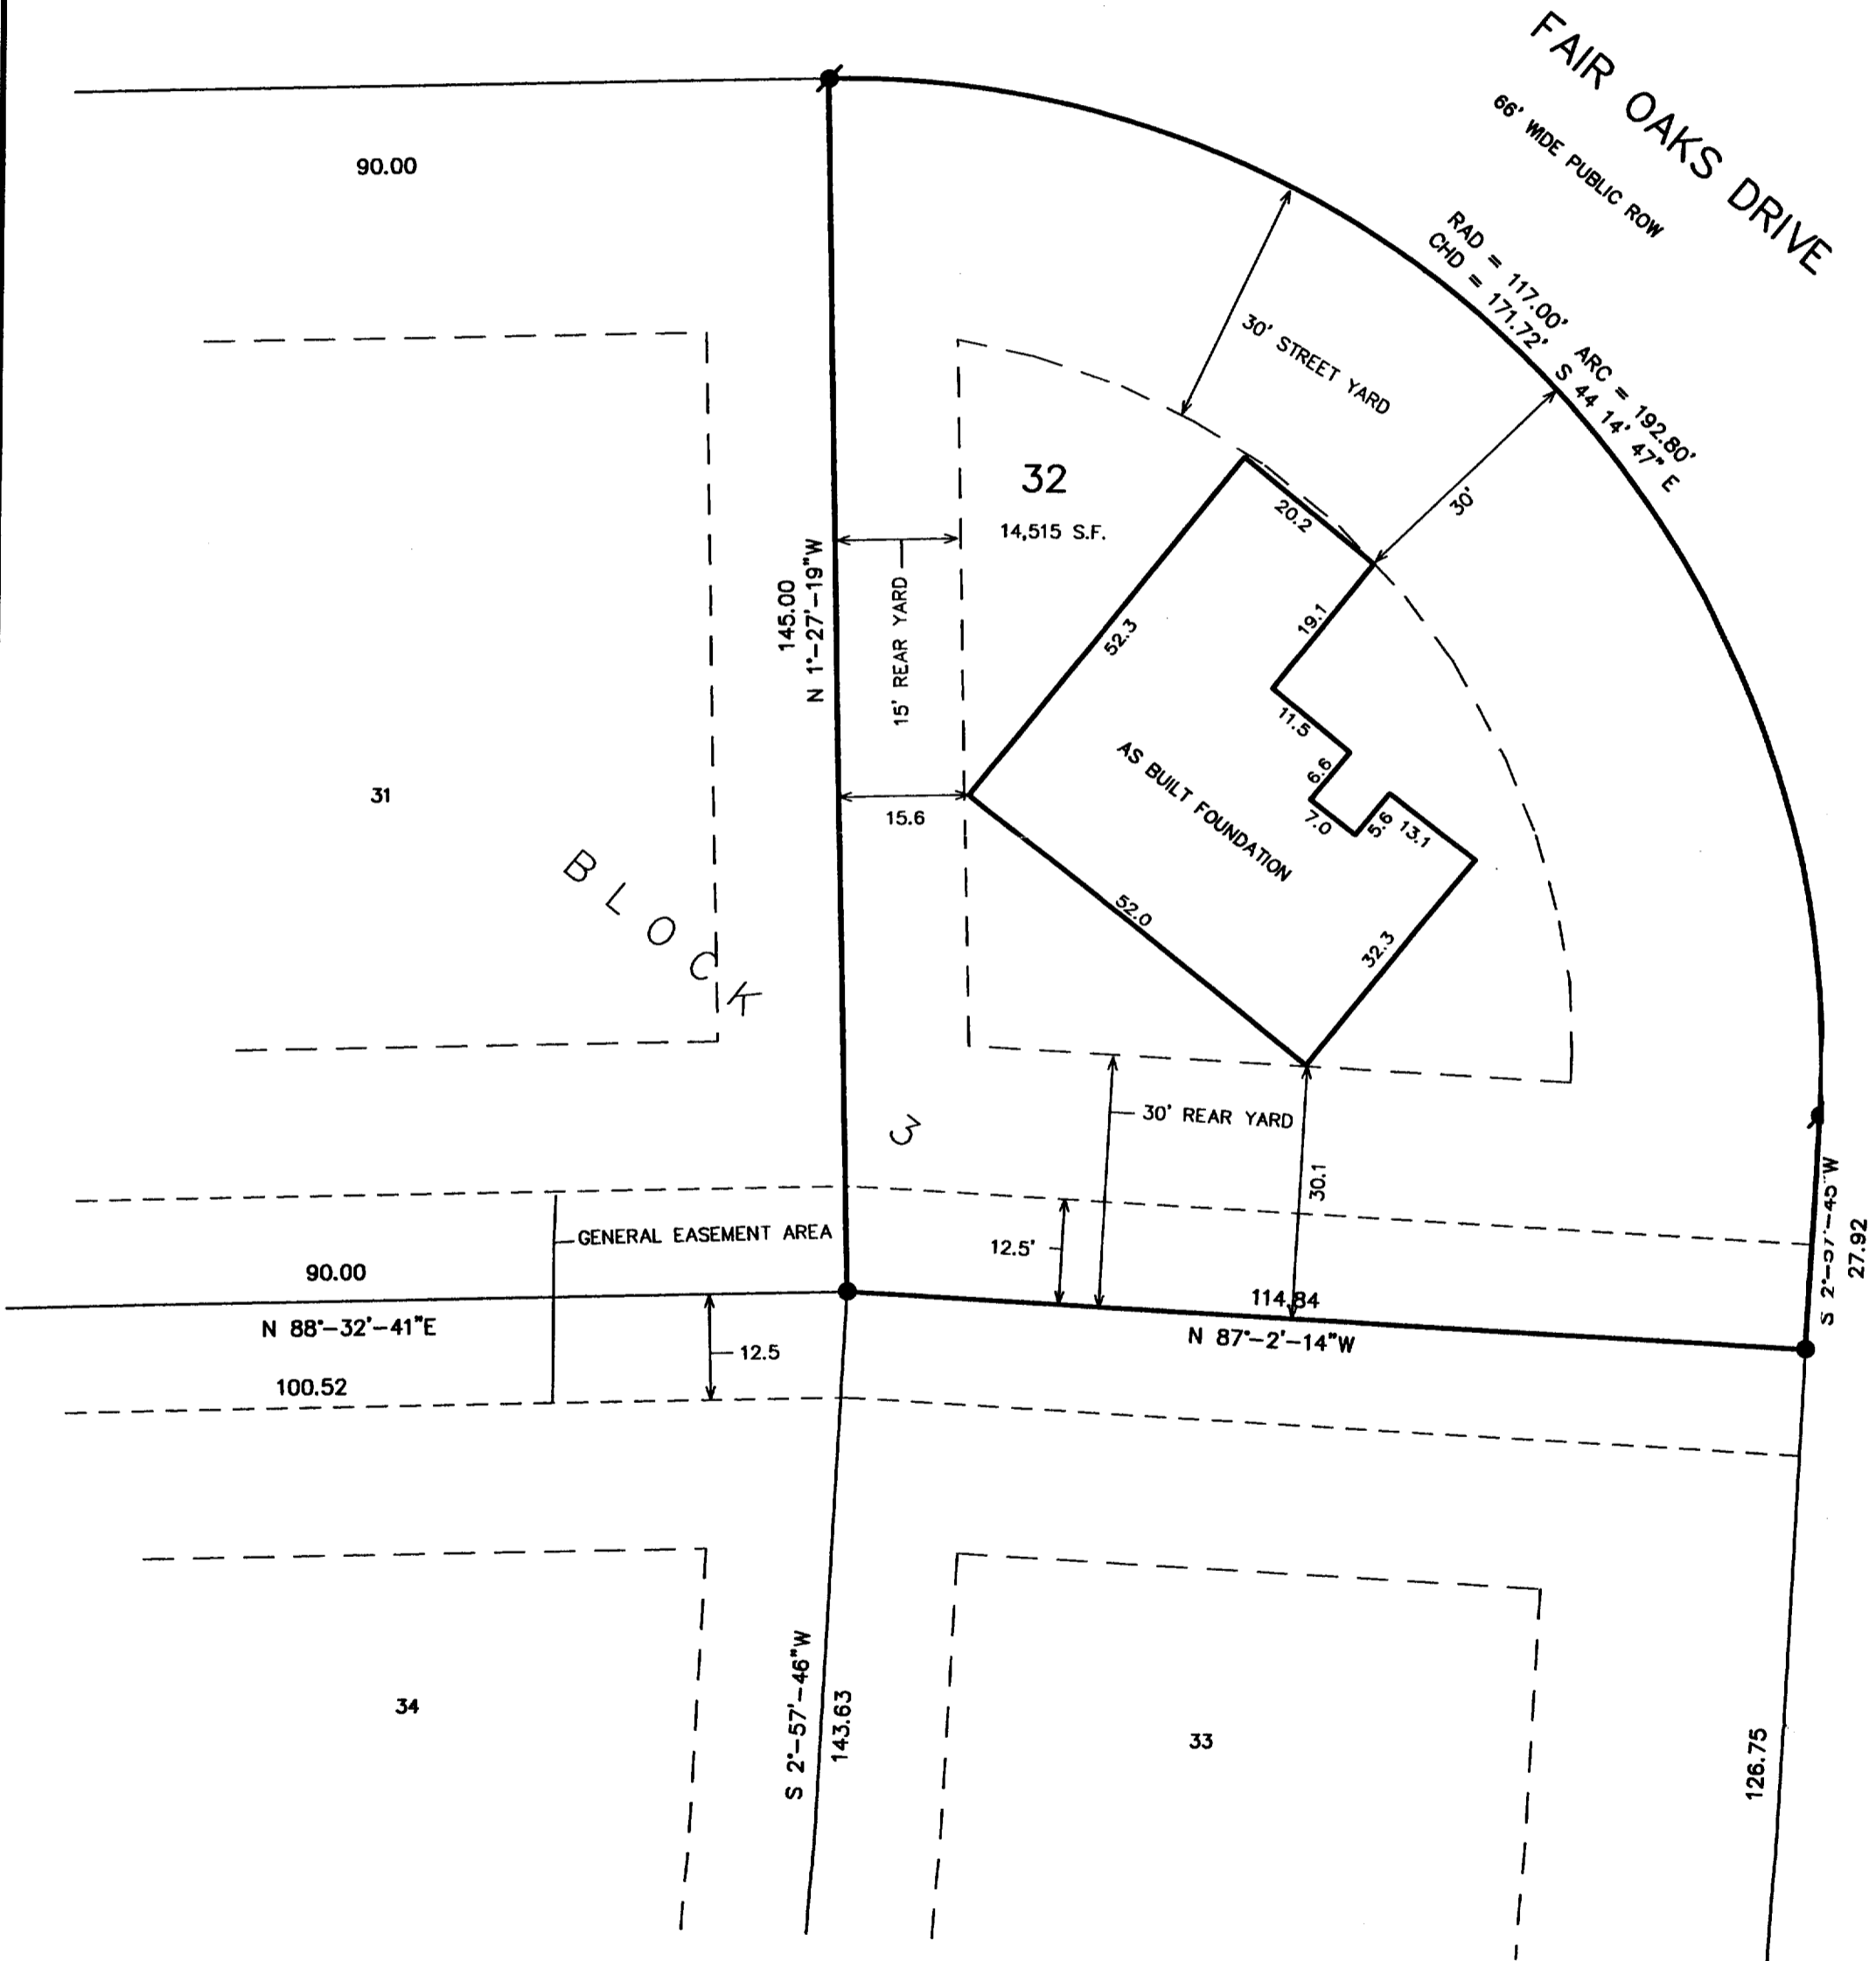 FAIR OAKS DRIVE
66' WIDE PUBLIC ROW
90.00
RAD = 117.00' ARC = 192.80'
CHD = 171.72' S 44 14' 47" E
30' STREET YARD
30'
32
14,515 S.F.
20.2
145.00
N 1°-27'-19"W
15' REAR YARD
52.3
19.1
11.5
6.6
7.0
5.6
13.1
AS BUILT FOUNDATION
31
15.6
BLOCK
52.0
32.3
3
30' REAR YARD
30.1
GENERAL EASEMENT AREA
12.5'
90.00
N 88°-32'-41"E
114.84
N 87°-2'-14"W
S 2°-57'-45"W
27.92
12.5
100.52
S 2°-57'-46"W
143.63
34
33
126.75